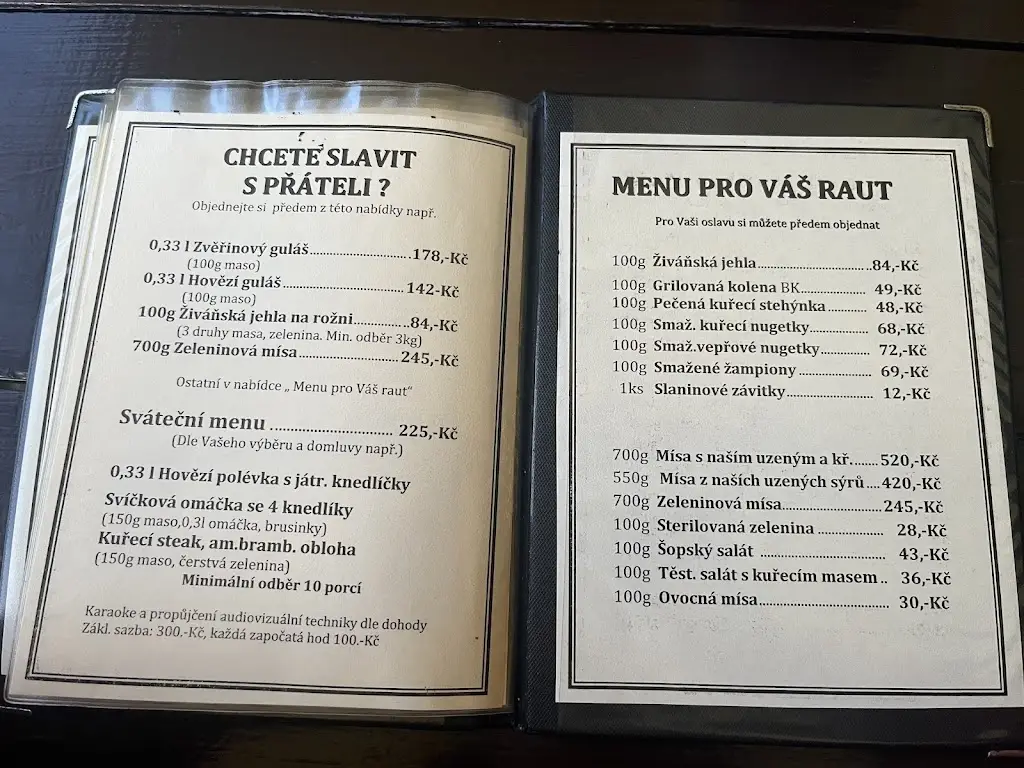 CHCETE SLAVIT
S PŘÁTELI ?
Objednejte si předem z této nabídky např.
0,33 l Zvěřinový guláš..........178,-Kč
(100g maso)
0,33 l Hovězí guláš..........142-Kč
(100g maso)
100g Živáňská jehla na rožni..........84,-Kč
(3 druhy masa, zelenina. Min. odběr 3kg)
700g Zeleninová mísa..........245,-Kč
Ostatní v nabídce „ Menu pro Váš raut“
Sváteční menu .......... 225,-Kč
(Dle Vašeho výběru a domluvy např.)
0,33 l Hovězí polévka s játr. knedlíčky
Svíčková omáčka se 4 knedlíky
(150g maso,0,3l omáčka, brusinky)
Kuřecí steak, am.bramb. obloha
(150g maso, čerstvá zelenina)
Minimální odběr 10 porcí
Karaoke a propůjčení audiovizuální techniky dle dohody
Zákl. sazba: 300.-Kč, každá započatá hod 100.-Kč
MENU PRO VÁŠ RAUT
Pro Vaši oslavu si můžete předem objednat
100g Živáňská jehla..........84,-Kč
100g Grilovaná kolena BK.......... 49,-Kč
100g Pečená kuřecí stehýnka .......... 48,-Kč
100g Smaž. kuřecí nugetky.......... 68,-Kč
100g Smaž.vepřové nugetky.......... 72,-Kč
100g Smažené žampiony .......... 69,-Kč
1ks Slaninové závitky.......... 12,-Kč
700g Mísa s naším uzeným a kř.......520,-Kč
550g Mísa z naších uzených sýrů....420,-Kč
700g Zeleninová mísa..........245,-Kč
100g Sterilovaná zelenina .......... 28,-Kč
100g Šopský salát .......... 43,-Kč
100g Těst. salát s kuřecím masem.. 36,-Kč
100g Ovocná mísa.......... 30,-Kč